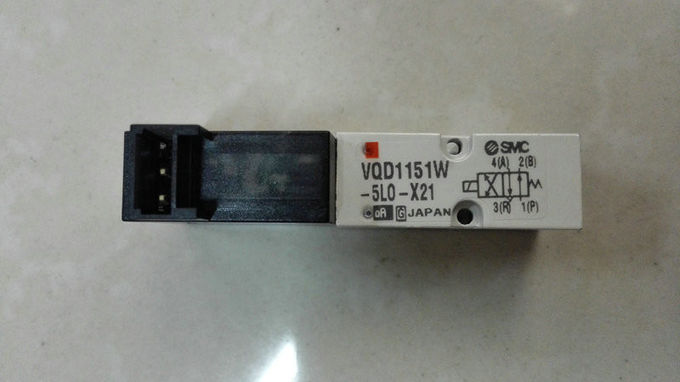 SMC
4(A) 2(B)
VQD1151W
-5L0-X21
3(R) 1(P)
JAPAN